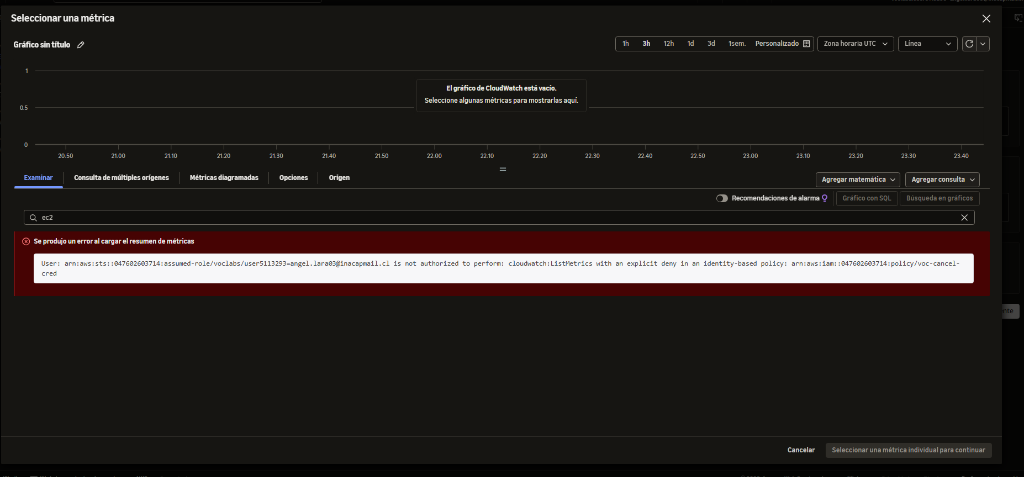 Seleccionar una métrica
Gráfico sin título
1h 3h 12h 1d 3d 1sem. Personalizado Zona horaria UTC Línea
1
El gráfico de CloudWatch está vacío.
Seleccione algunas métricas para mostrarlas aquí.
0.5
0
20:50 21:00 21:10 21:20 21:30 21:40 21:50 22:00 22:10 22:20 22:30 22:40 22:50 23:00 23:10 23:20 23:30 23:40
Examinar Consulta de múltiples orígenes Métricas diagramadas Opciones Origen Agregar matemática Agregar consulta
Recomendaciones de alarma Gráfico con SQL Búsqueda en gráficos
ec2
Se produjo un error al cargar el resumen de métricas
User: arn:aws:sts::047602603714:assumed-role/voclabs/user5113293=angel.lara03@inacapmail.cl is not authorized to perform: cloudwatch:ListMetrics with an explicit deny in an identity-based policy: arn:aws:iam::047602603714:policy/voc-cancel-
cred
Cancelar Seleccionar una métrica individual para continuar